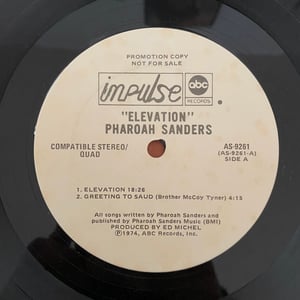 PROMOTION COPY
NOT FOR SALE
impulse
abc
RECORDS
"ELEVATION"
PHAROAH SANDERS
COMPATIBLE STEREO/
QUAD
AS-9261
(AS-9261-A)
SIDE A
1. ELEVATION 18:26
2. GREETING TO SAUD (Brother McCoy Tyner) 4:15
All songs written by Pharoah Sanders and
published by Pharoah Sanders Music (BMI)
PRODUCED BY ED MICHEL
Ⓟ1974, ABC Records, Inc.